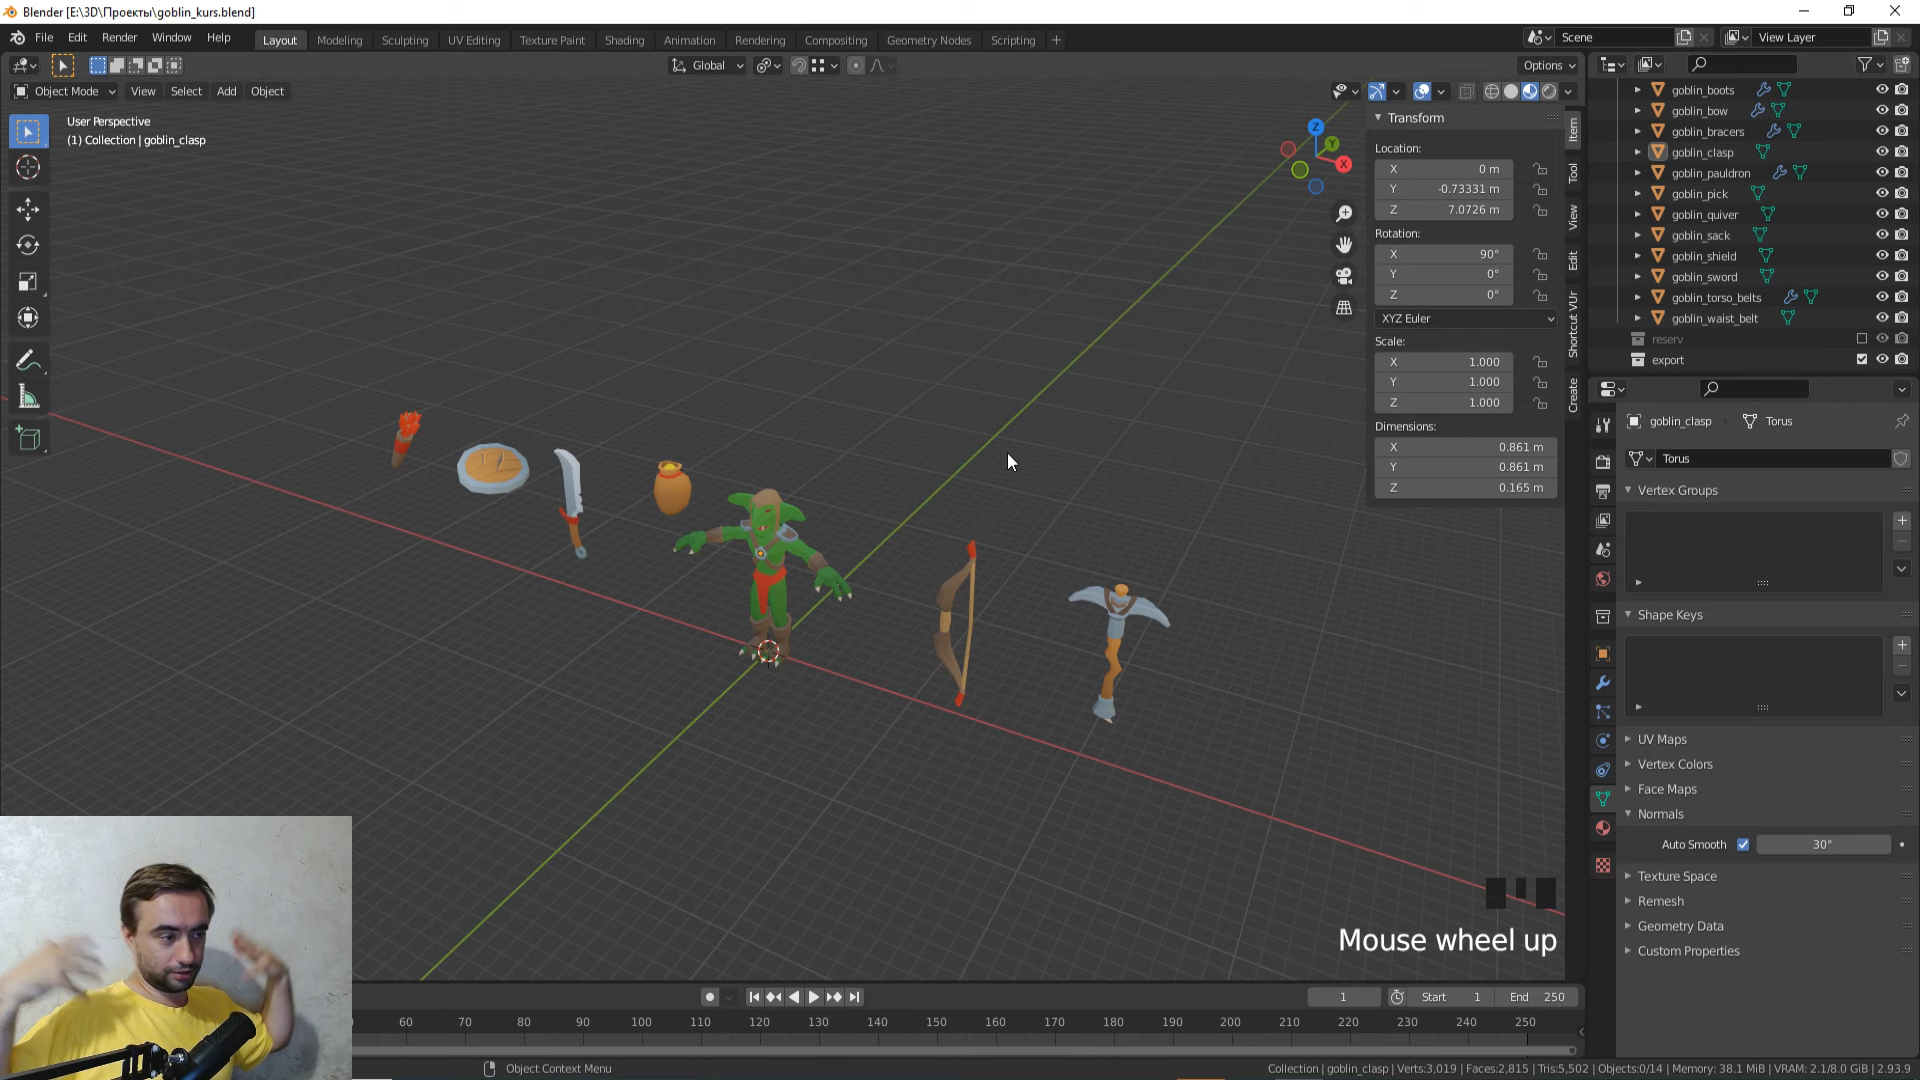 Blender [E:\3D\Проекты\goblin_kurs.blend]
File Edit Render Window Help
Layout Modeling Sculpting UV Editing Texture Paint Shading Animation Rendering Compositing Geometry Nodes Scripting +
Scene
View Layer
Global
Options
Object Mode View Select Add Object
User Perspective
(1) Collection | goblin_clasp
Z
Y
X
Transform
Location:
X 0 m
Y -0.73331 m
Z 7.0726 m
Rotation:
X 90°
Y 0°
Z 0°
XYZ Euler
Scale:
X 1.000
Y 1.000
Z 1.000
Dimensions:
X 0.861 m
Y 0.861 m
Z 0.165 m
Item
Tool
View
Edit
Shortcut VUr
Create
goblin_boots
goblin_bow
goblin_bracers
goblin_clasp
goblin_pauldron
goblin_pick
goblin_quiver
goblin_sack
goblin_shield
goblin_sword
goblin_torso_belts
goblin_waist_belt
reserv
export
goblin_clasp Torus
Torus
Vertex Groups
Shape Keys
UV Maps
Vertex Colors
Face Maps
Normals
Auto Smooth 30°
Texture Space
Remesh
Geometry Data
Custom Properties
Mouse wheel up
1 Start 1 End 250
60 70 80 90 100 110 120 130 140 150 160 170 180 190 200 210 220 230 240 250
Object Context Menu
Collection | goblin_clasp | Verts:3,019 | Faces:2,815 | Tris:5,502 | Objects:0/14 | Memory: 38.1 MiB | VRAM: 2.1/8.0 GiB | 2.93.9